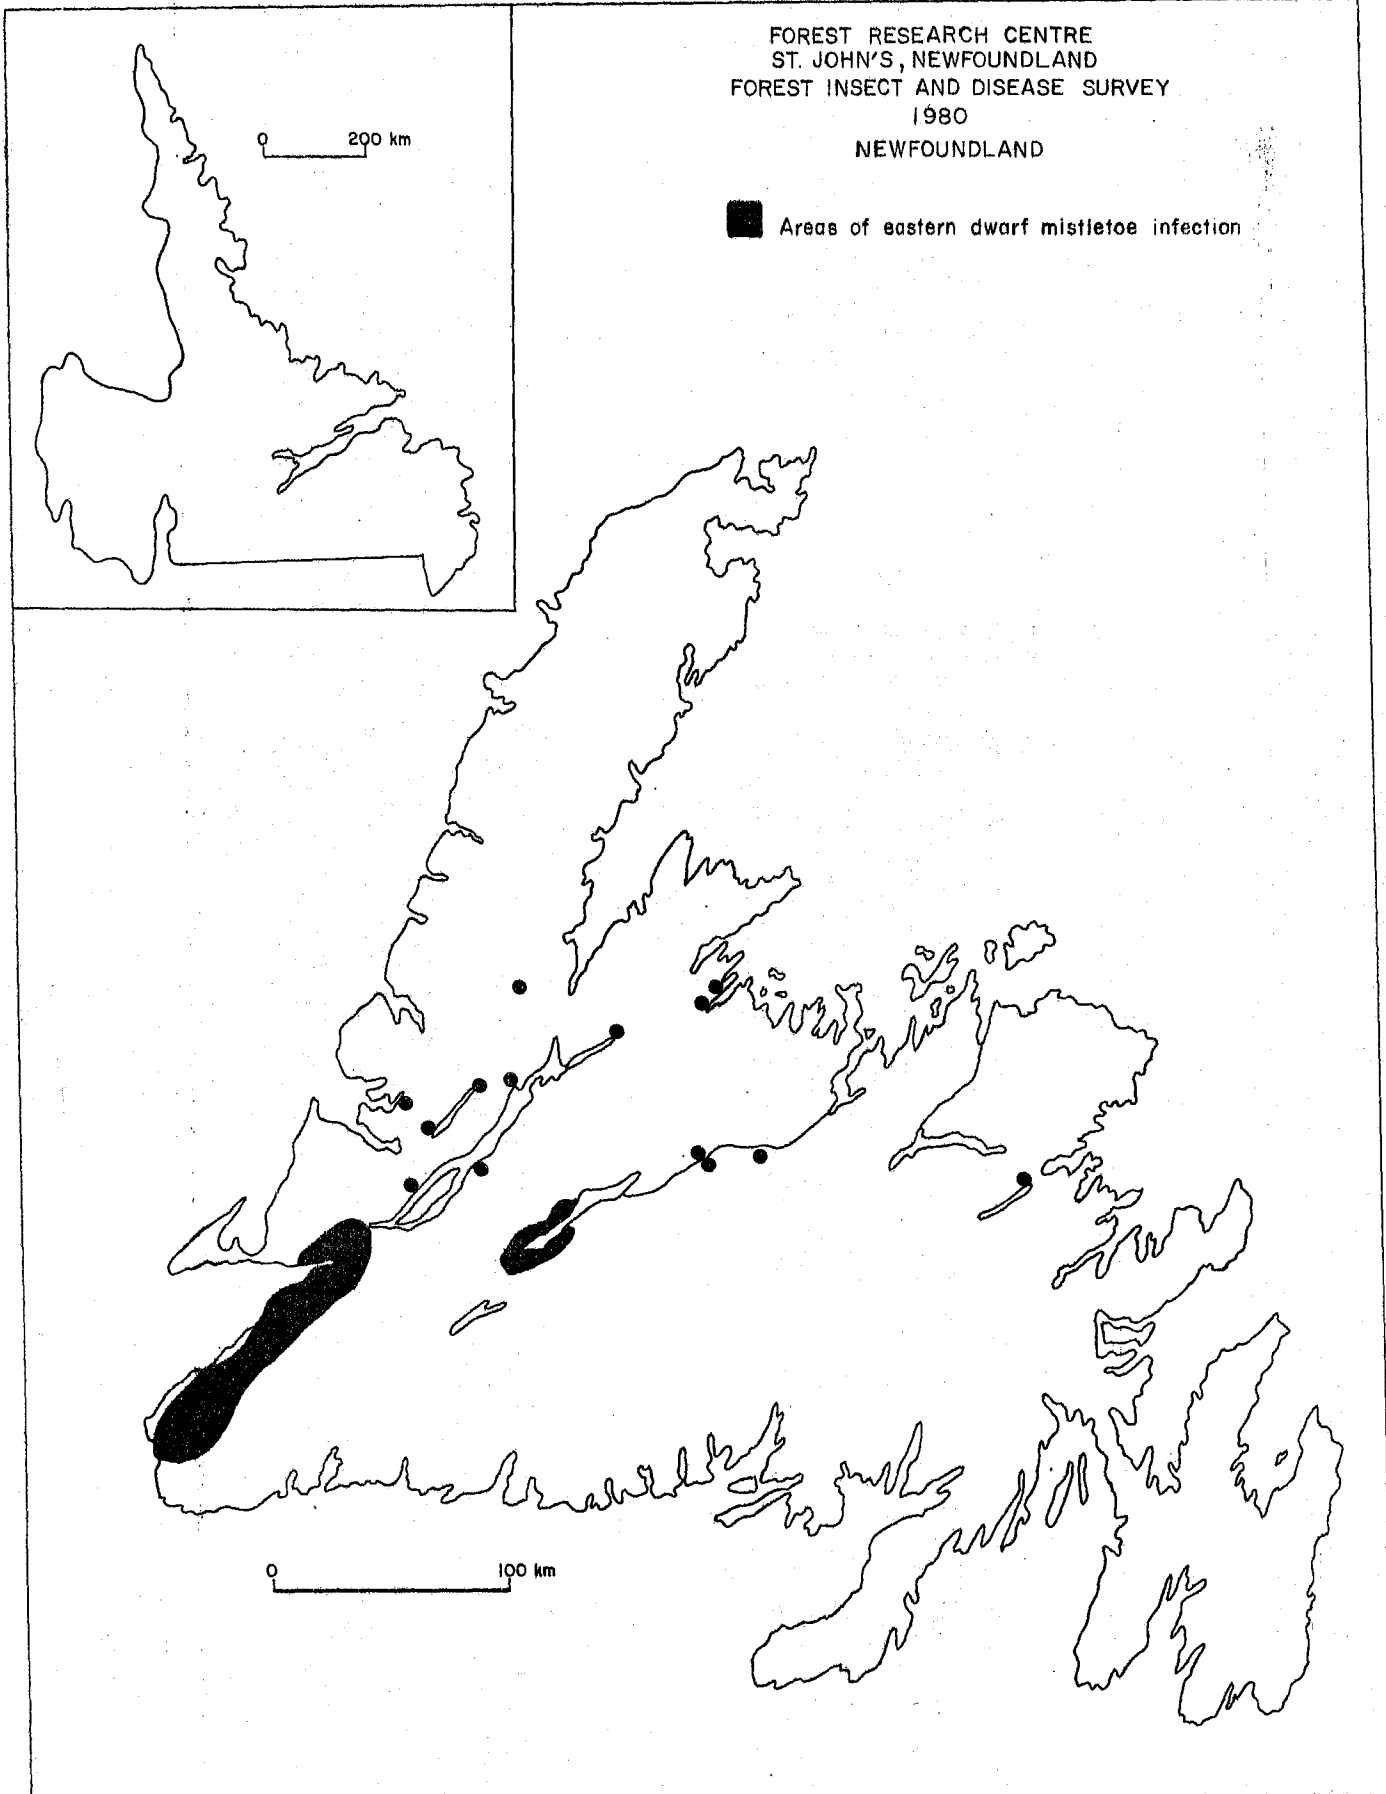 FOREST RESEARCH CENTRE
ST. JOHN'S, NEWFOUNDLAND
FOREST INSECT AND DISEASE SURVEY
1980
NEWFOUNDLAND
0 200 km
Areas of eastern dwarf mistletoe infection
0 100 km